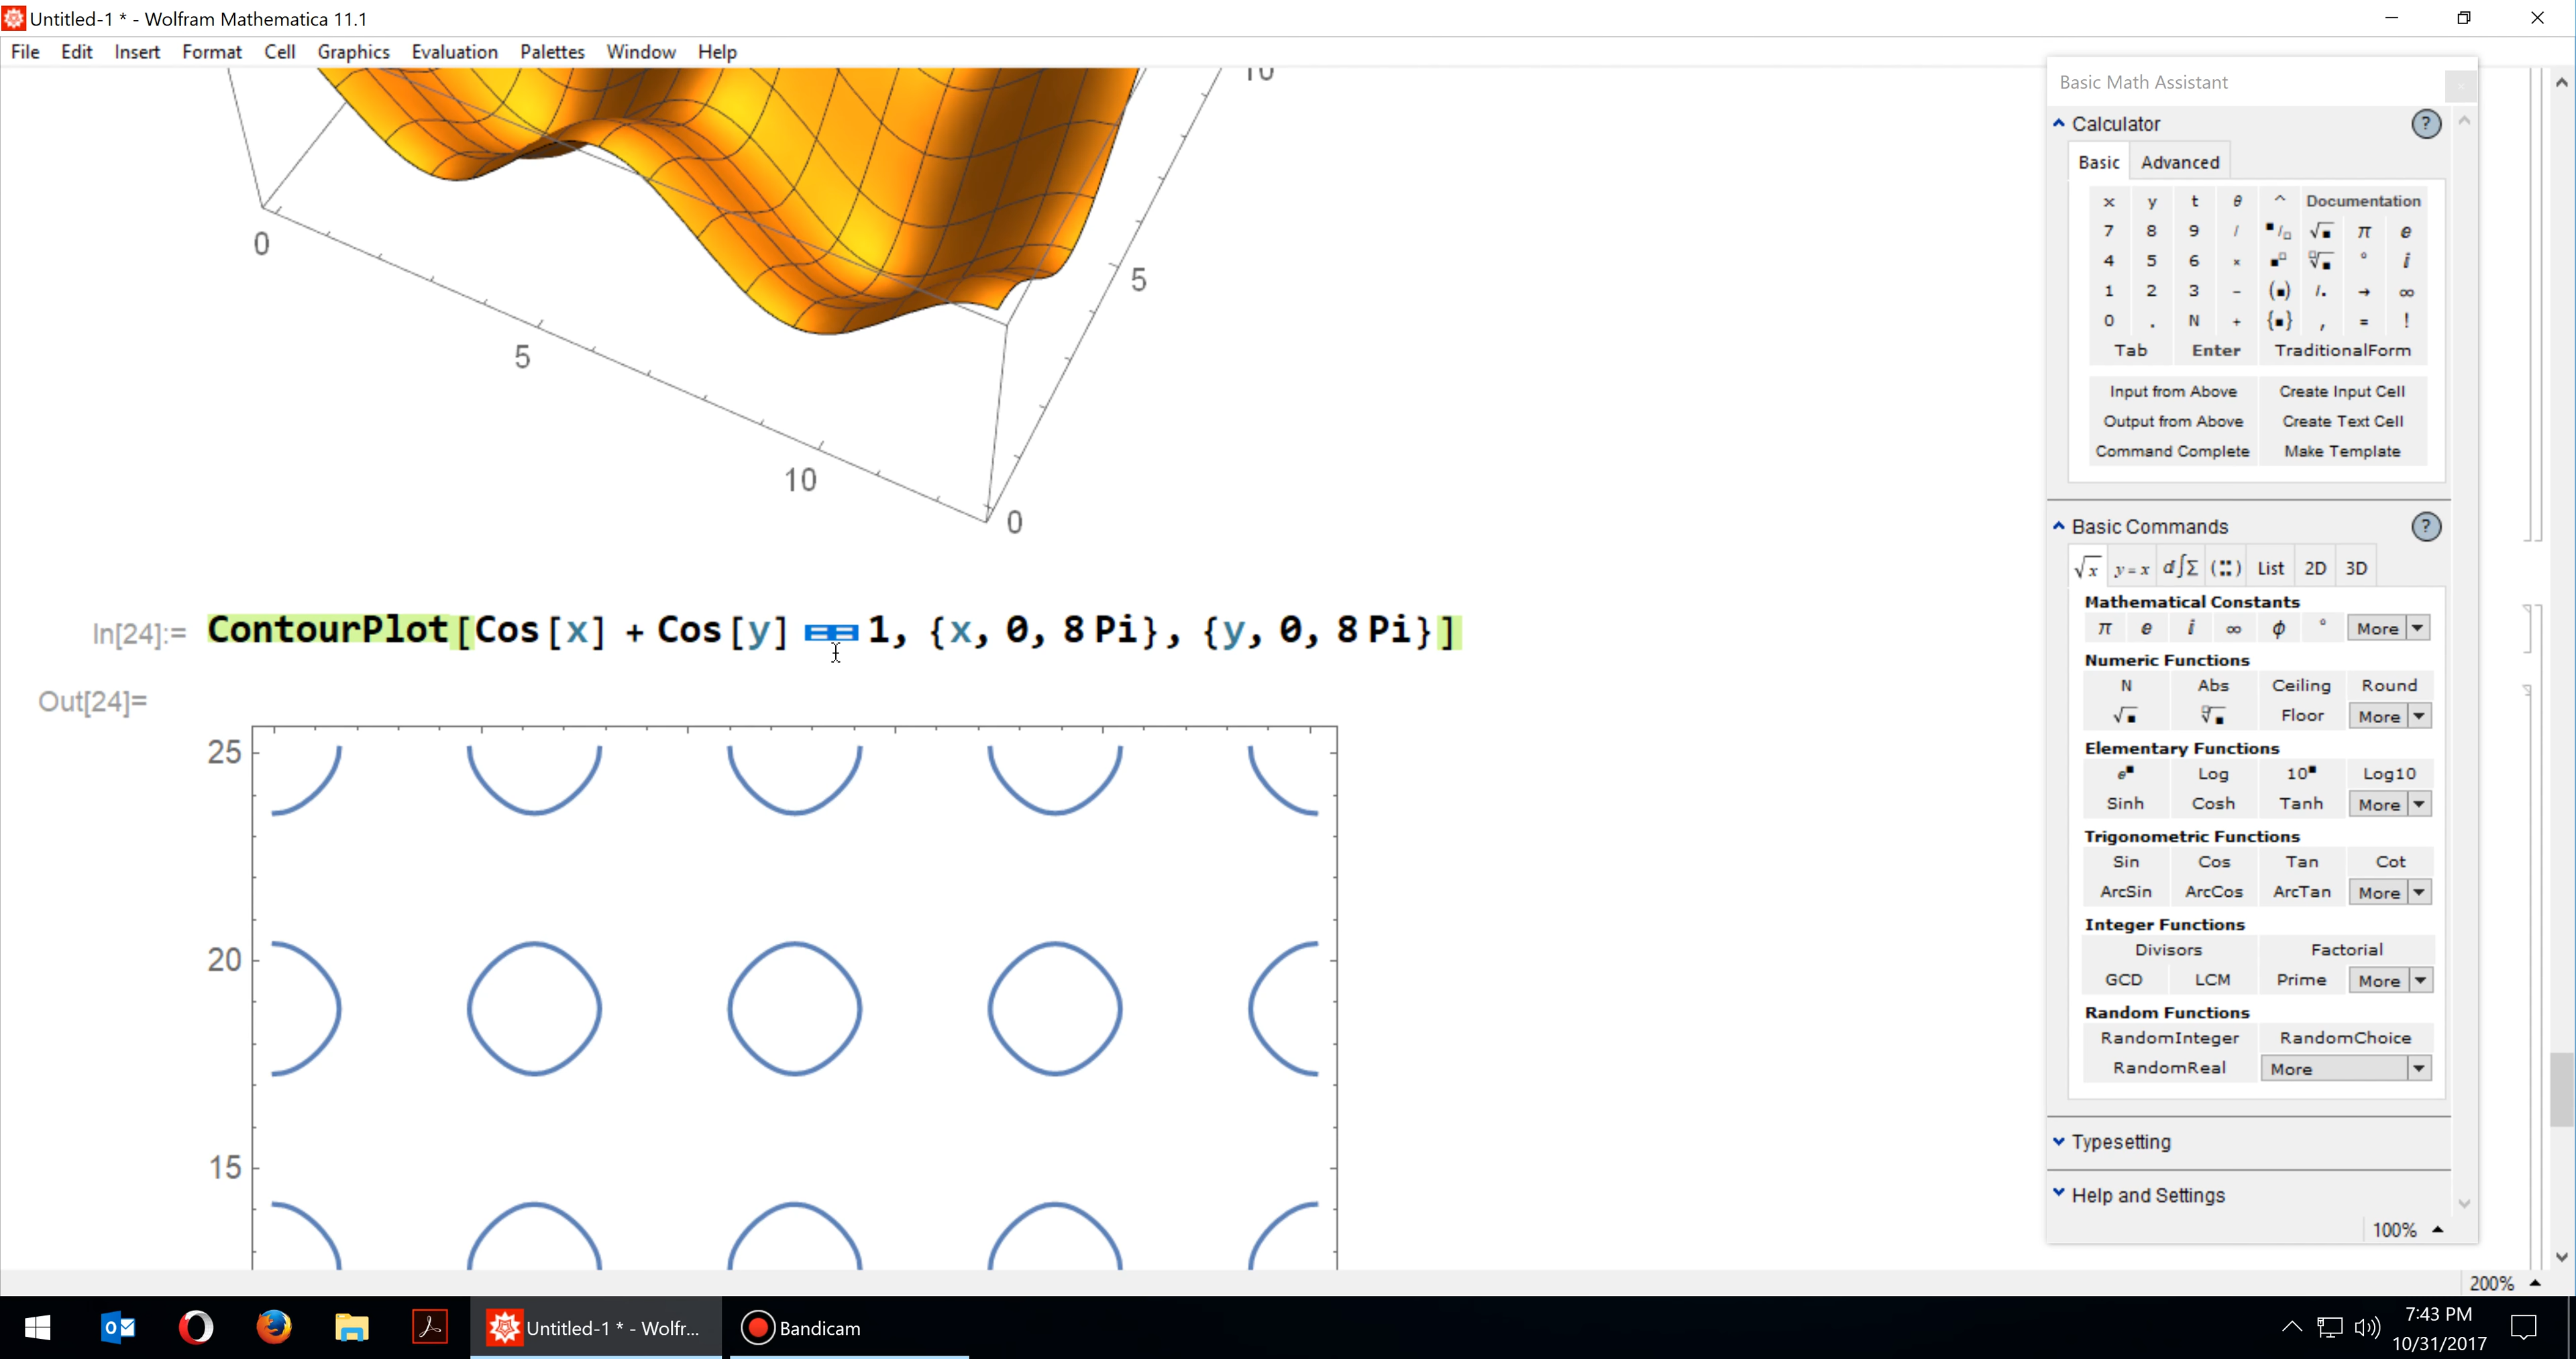 Untitled-1 * - Wolfram Mathematica 11.1
File Edit Insert Format Cell Graphics Evaluation Palettes Window Help
10
5
0
0
5
10
0
In[24]:= ContourPlot[Cos[x] + Cos[y] == 1, {x, 0, 8 Pi}, {y, 0, 8 Pi}]
Out[24]=
25
20
15
Basic Math Assistant
Calculator ?
Basic Advanced
x y t θ ^ Documentation
7 8 9 / ■/□ √■ π e
4 5 6 × ■□ □√■ ° i
1 2 3 - (■) /. → ∞
0 . N + {■} , = !
Tab Enter TraditionalForm
Input from Above Create Input Cell
Output from Above Create Text Cell
Command Complete Make Template
Basic Commands ?
√x y=x d∫Σ (∷) List 2D 3D
Mathematical Constants
π e i ∞ ϕ ° More
Numeric Functions
N Abs Ceiling Round
√■ □√■ Floor More
Elementary Functions
e■ Log 10■ Log10
Sinh Cosh Tanh More
Trigonometric Functions
Sin Cos Tan Cot
ArcSin ArcCos ArcTan More
Integer Functions
Divisors Factorial
GCD LCM Prime More
Random Functions
RandomInteger RandomChoice
RandomReal More
Typesetting
Help and Settings
100%
200%
Untitled-1 * - Wolfr...
Bandicam
7:43 PM
10/31/2017